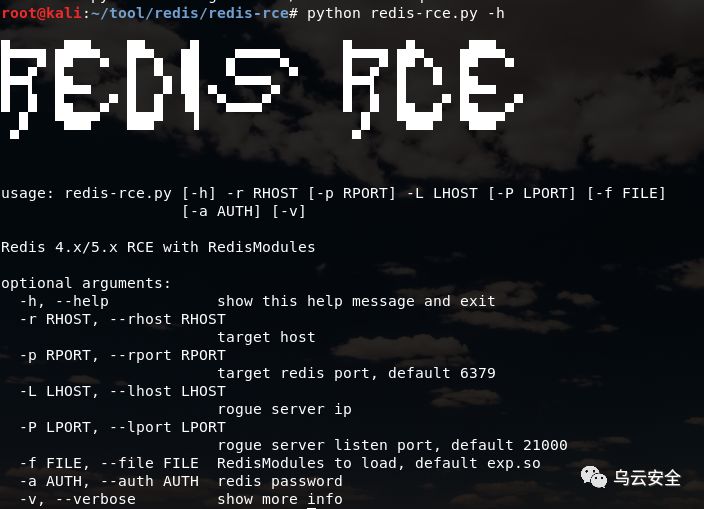 root@kali:~/tool/redis/redis-rce# python redis-rce.py -h
REDIS RCE
usage: redis-rce.py [-h] -r RHOST [-p RPORT] -L LHOST [-P LPORT] [-f FILE]
[-a AUTH] [-v]
Redis 4.x/5.x RCE with RedisModules
optional arguments:
-h, --help show this help message and exit
-r RHOST, --rhost RHOST
target host
-p RPORT, --rport RPORT
target redis port, default 6379
-L LHOST, --lhost LHOST
rogue server ip
-P LPORT, --lport LPORT
rogue server listen port, default 21000
-f FILE, --file FILE RedisModules to load, default exp.so
-a AUTH, --auth AUTH redis password
-v, --verbose show more info
乌云安全